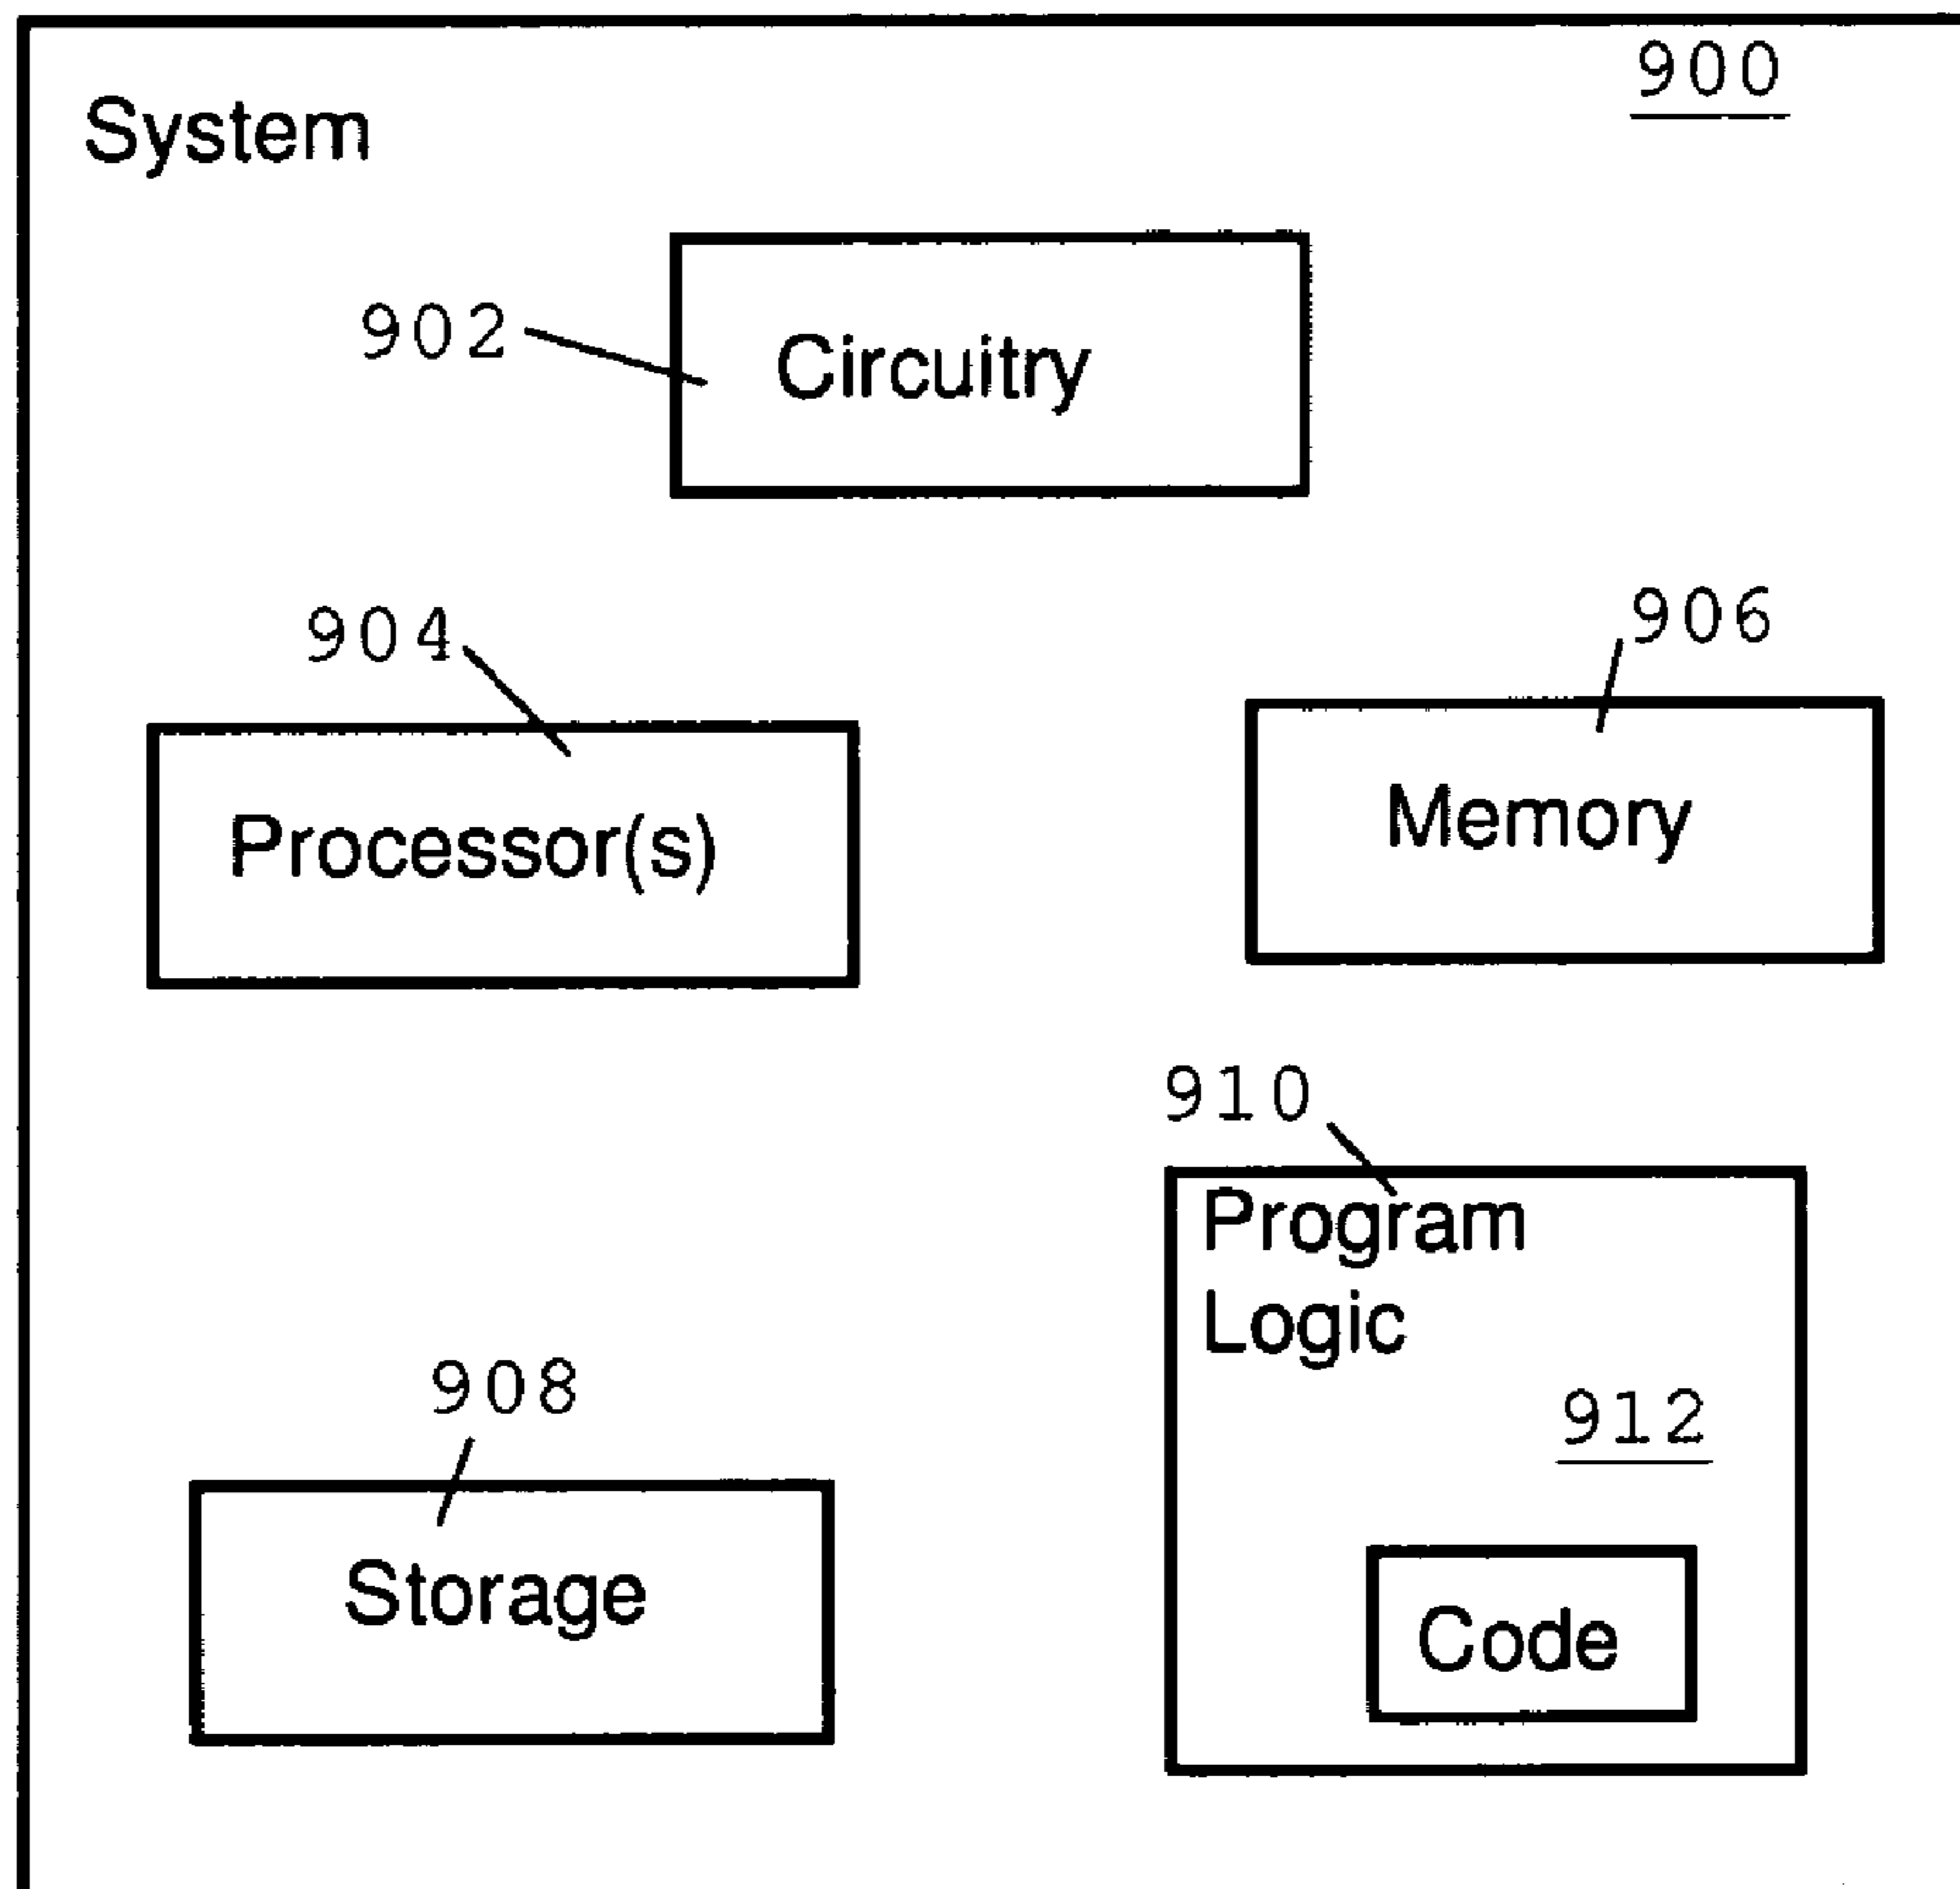 900
System
902
Circuitry
904
906
Processor(s)
Memory
910
Program
Logic
908
912
Storage
Code